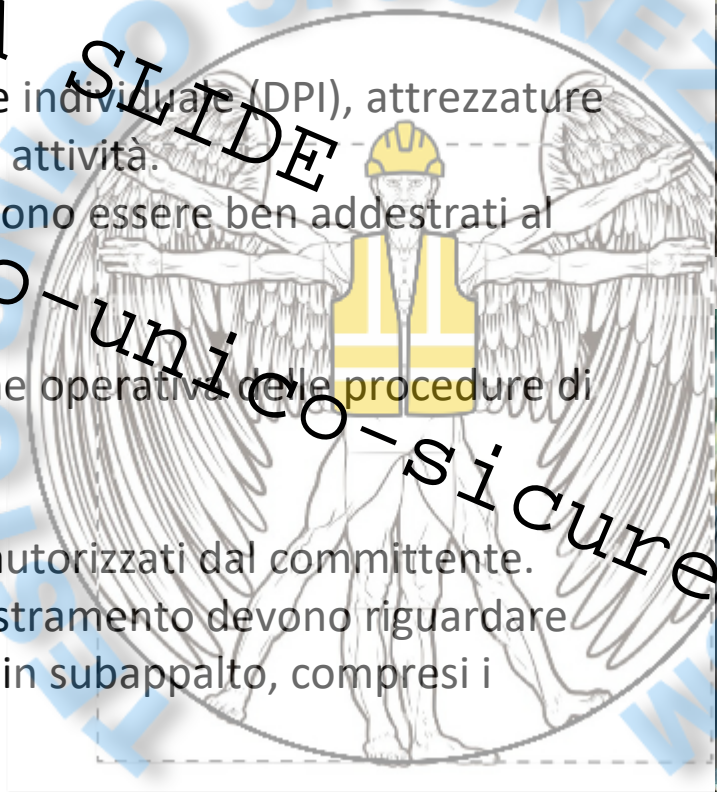 SLIDE
e individuale (DPI), attrezzature
attività.
ono essere ben addestrati al
o-unico-sicure
ne operativa delle procedure di
autorizzati dal committente.
stramento devono riguardare
in subappalto, compresi i